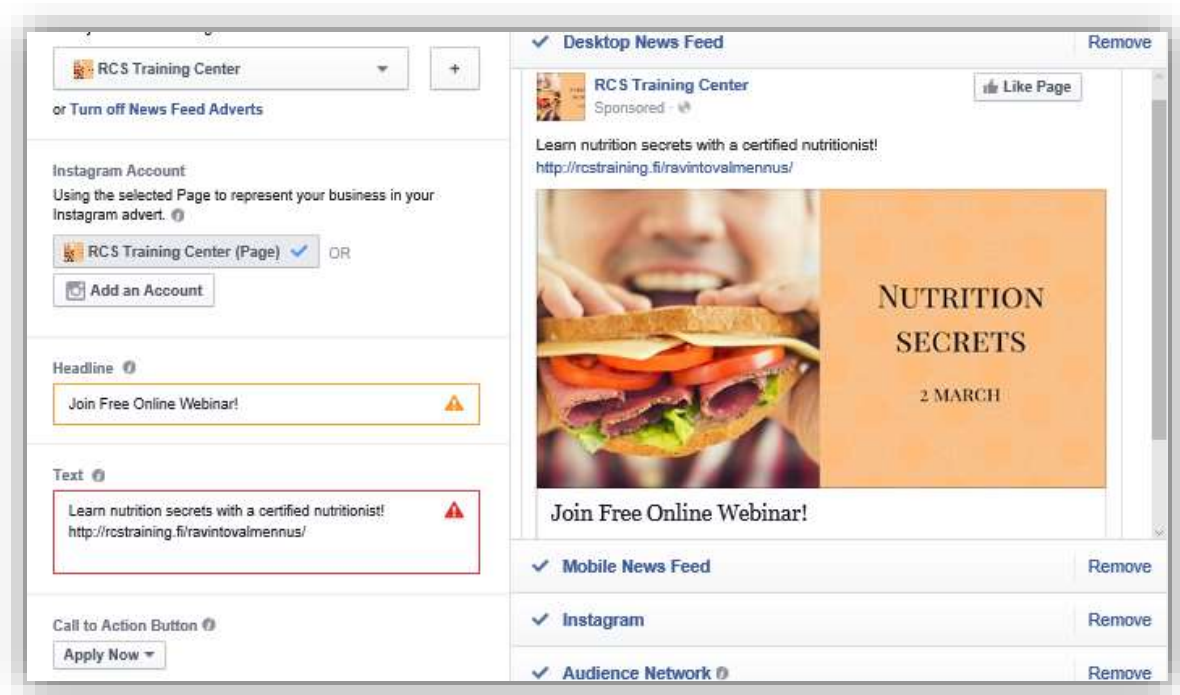 RCS Training Center
+
or Turn off News Feed Adverts
Instagram Account
Using the selected Page to represent your business in your
Instagram advert.
RCS Training Center (Page)
OR
Add an Account
Headline
Join Free Online Webinar!
Text
Learn nutrition secrets with a certified nutritionist!
http://rcstraining.fi/ravintovalmennus/
Call to Action Button
Apply Now
Desktop News Feed
Remove
RCS Training Center
Sponsored ·
Like Page
Learn nutrition secrets with a certified nutritionist!
http://rcstraining.fi/ravintovalmennus/
NUTRITION
SECRETS
2 MARCH
Join Free Online Webinar!
Mobile News Feed
Remove
Instagram
Remove
Audience Network
Remove